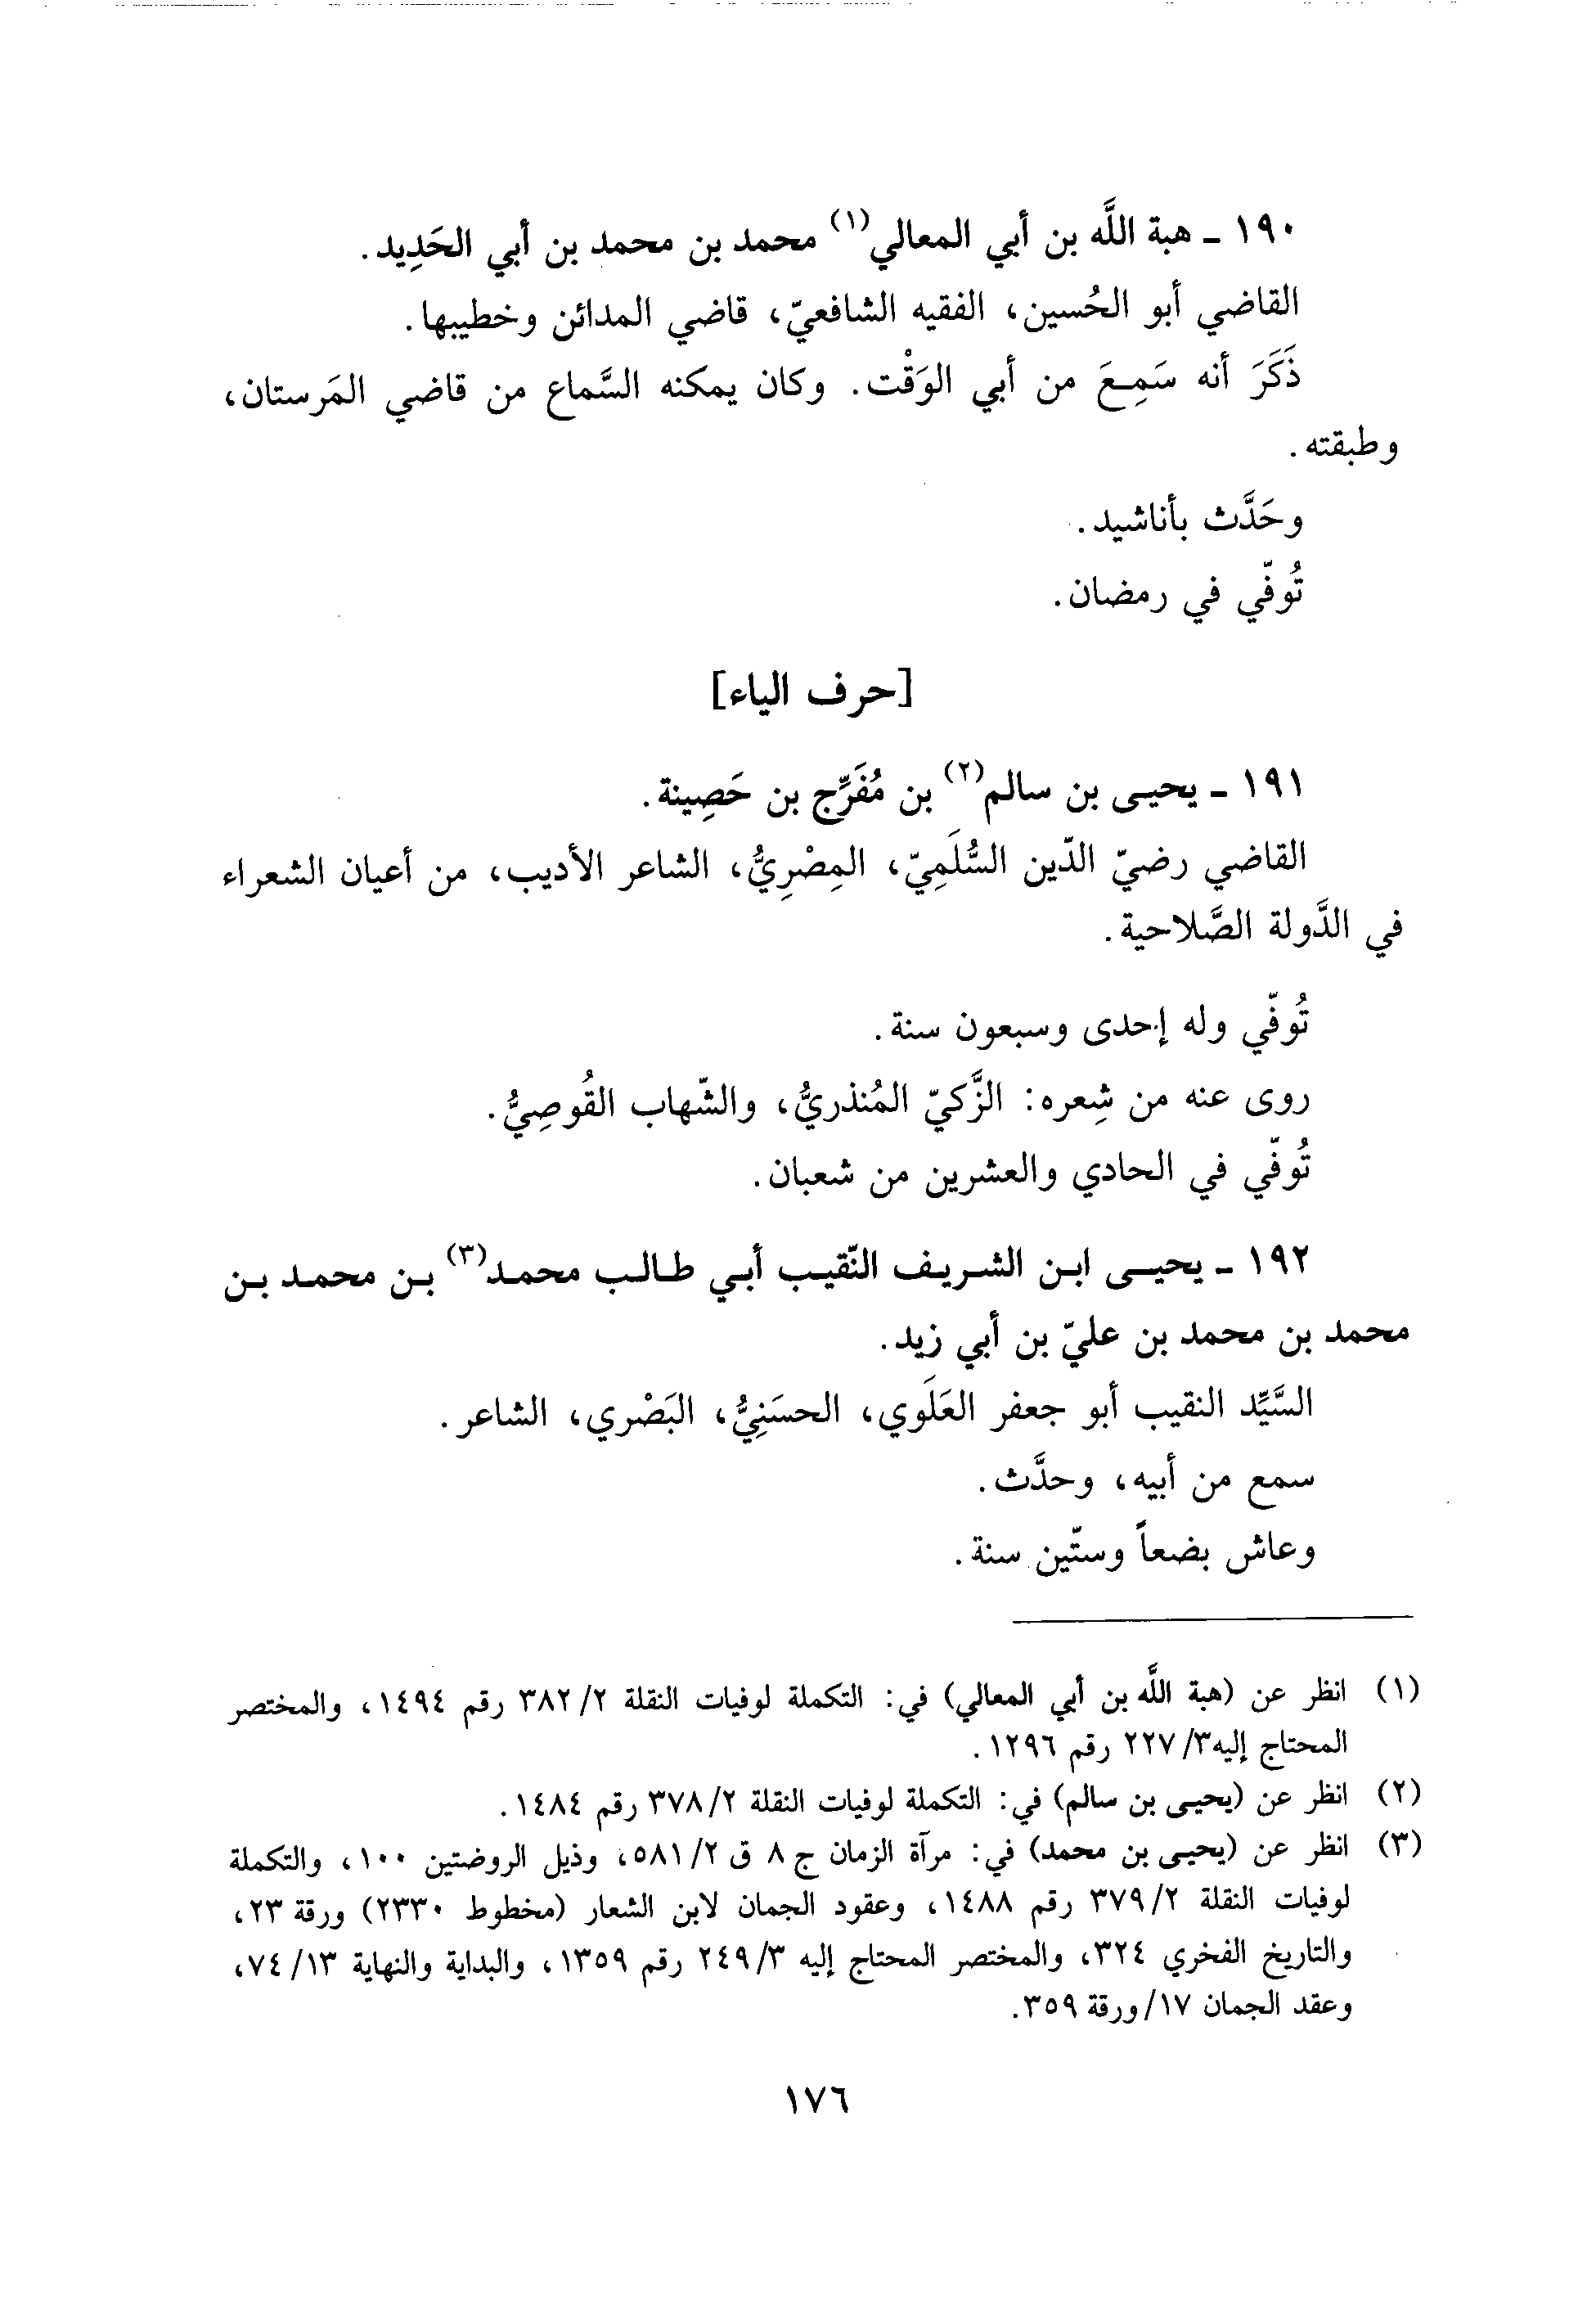 ١٩٠ ـ هبة اللَّه بن أبي المعالي(١) محمد بن محمد بن أبي الحَدِيد.
القاضي أبو الحُسين، الفقيه الشافعيّ، قاضي المدائن وخطيبها.
ذَكَرَ أنه سَمِعَ من أبي الوَقْت. وكان يمكنه السَّماع من قاضي المَرستان،
وطبقته.
وحَدَّث بأناشيد.
تُوفّي في رمضان.
[حرف الياء]
١٩١ ـ يحيى بن سالم(٢) بن مُفَرِّج بن حَصِينة.
القاضي رضيّ الدّين السُّلَمِيّ، المِصْرِيُّ، الشاعر الأديب، من أعيان الشعراء
في الدَّولة الصَّلاحية.
تُوفّي وله إحدى وسبعون سنة.
روى عنه من شِعره: الزَّكيّ المُنذريُّ، والشّهاب القُوصِيُّ.
تُوفّي في الحادي والعشرين من شعبان.
١٩٢ ـ يحيى ابن الشريف النّقيب أبي طالب محمد(٣) بن محمد بن
محمد بن محمد بن عليّ بن أبي زيد.
السَّيِّد النقيب أبو جعفر العَلَوي، الحسَنِيُّ، البَصْري، الشاعر.
سمع من أبيه، وحدَّث.
وعاش بضعاً وستّين سنة.
(١) انظر عن (هبة اللَّه بن أبي المعالي) في: التكملة لوفيات النقلة ٢/ ٣٨٢ رقم ١٤٩٤، والمختصر
المحتاج إليه٣/ ٢٢٧ رقم ١٢٩٦.
(٢) انظر عن (يحيى بن سالم) في: التكملة لوفيات النقلة ٢/ ٣٧٨ رقم ١٤٨٤.
(٣) انظر عن (يحيى بن محمد) في: مرآة الزمان ج ٨ ق ٢/ ٥٨١، وذيل الروضتين ١٠٠، والتكملة
لوفيات النقلة ٢/ ٣٧٩ رقم ١٤٨٨، وعقود الجمان لابن الشعار (مخطوط ٢٣٣٠) ورقة ٢٣،
والتاريخ الفخري ٣٢٤، والمختصر المحتاج إليه ٣/ ٢٤٩ رقم ١٣٥٩، والبداية والنهاية ١٣/ ٧٤،
وعقد الجمان ١٧/ ورقة ٣٥٩.
١٧٦